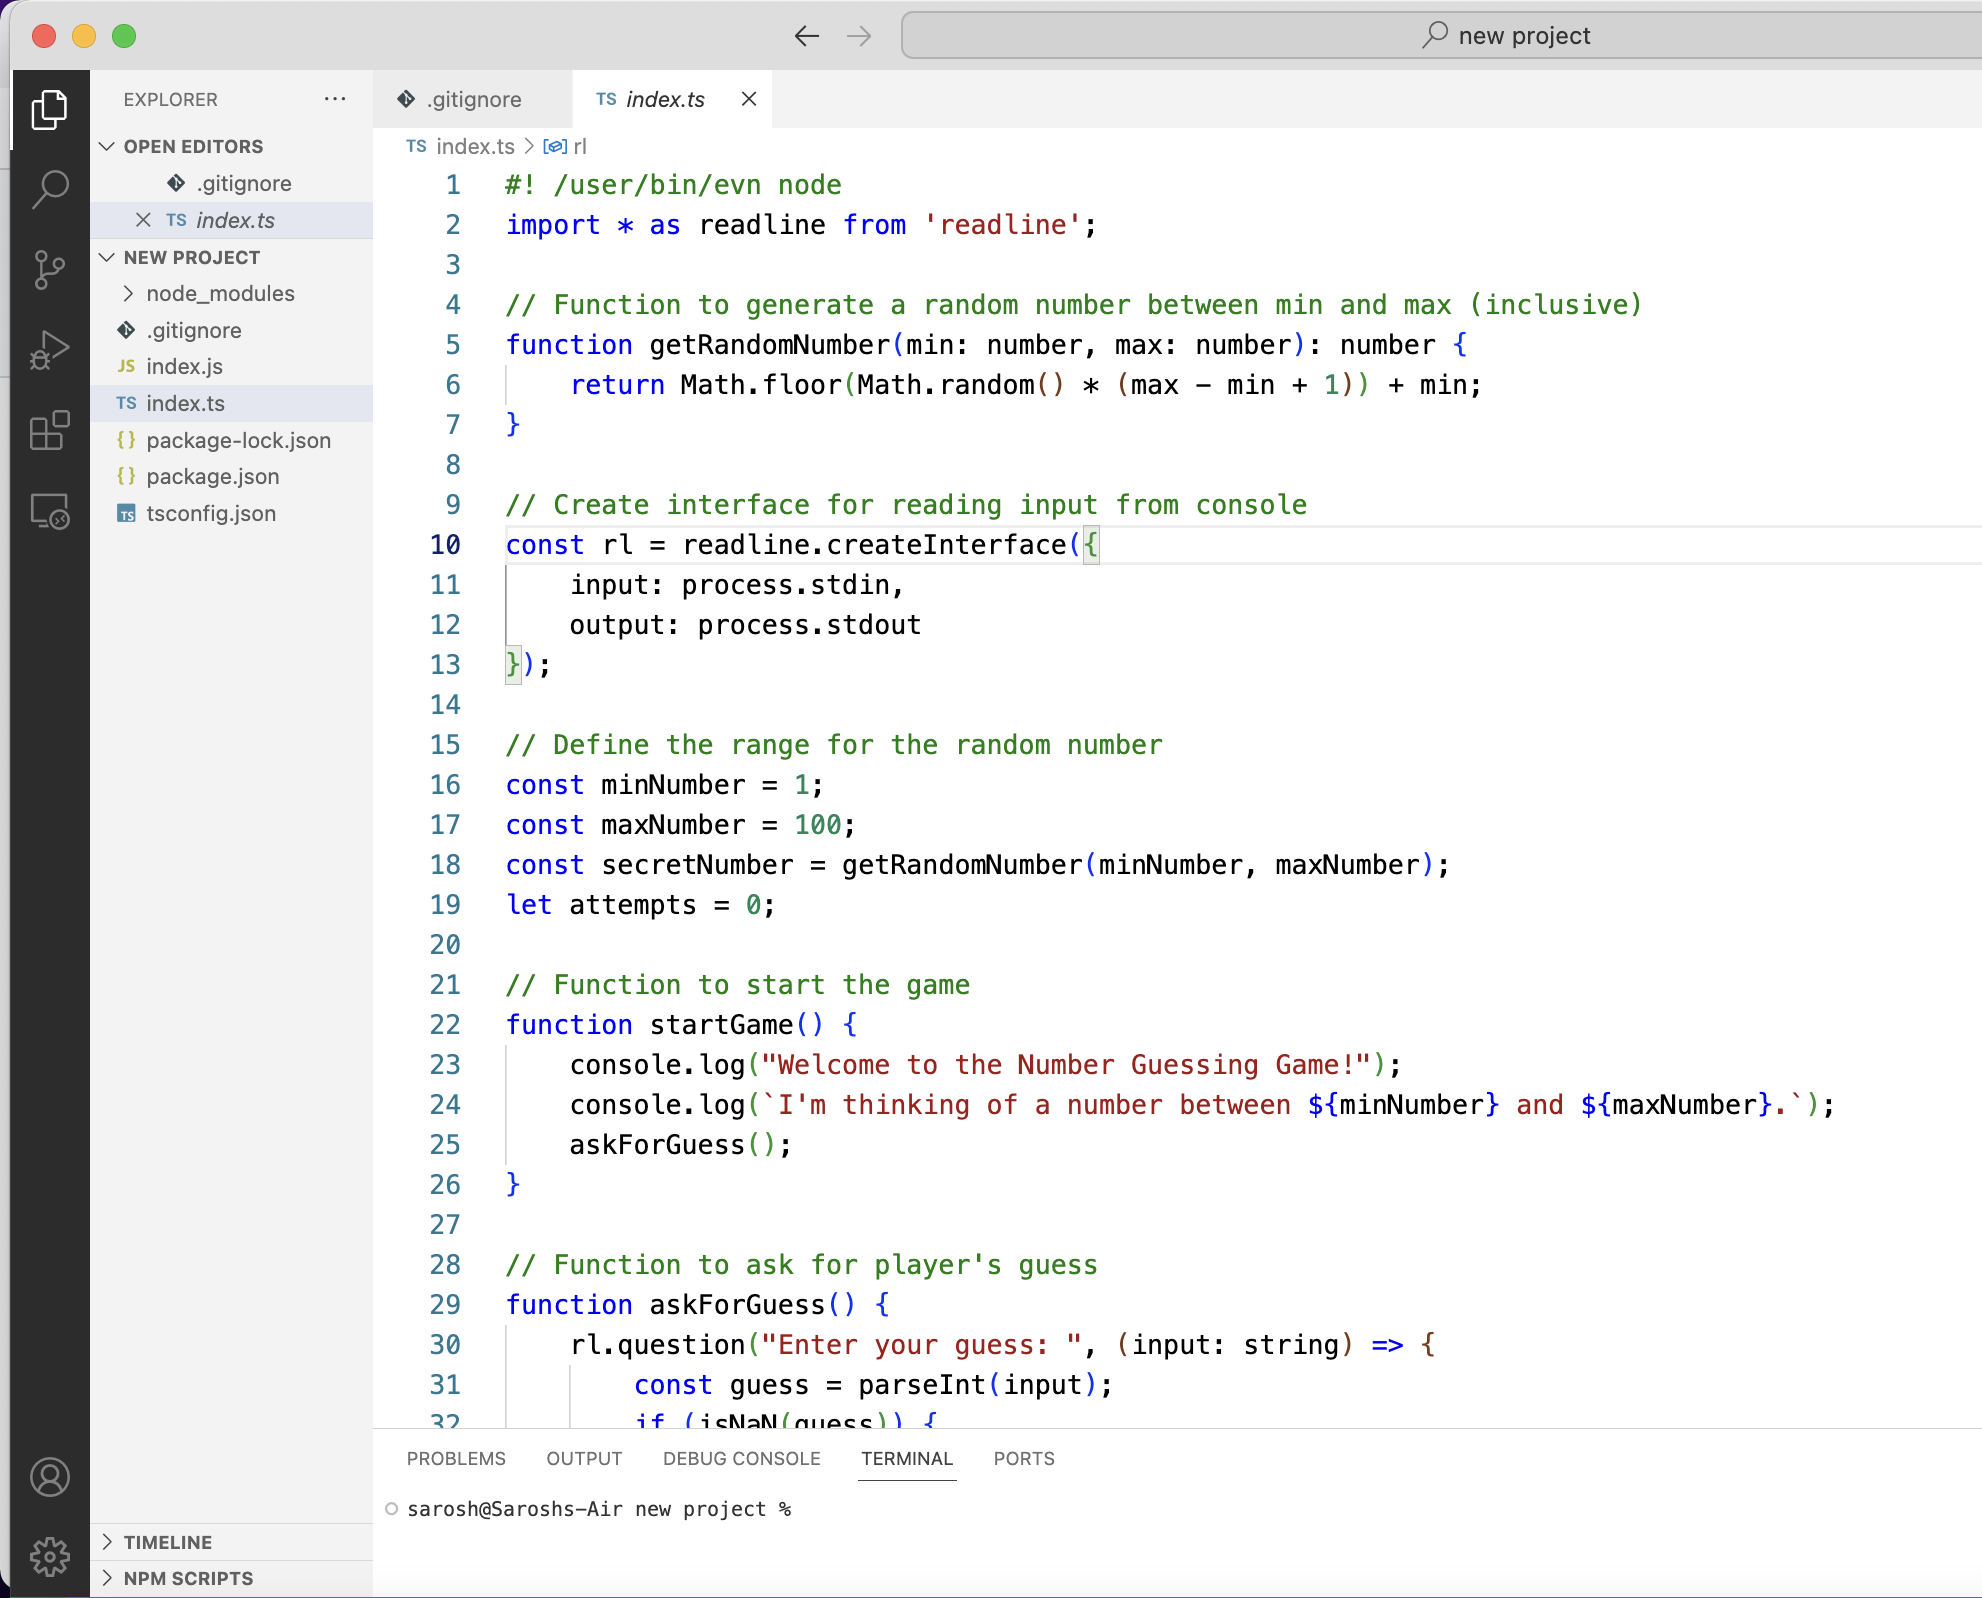 new project
EXPLORER ...
OPEN EDITORS
.gitignore
TS index.ts
NEW PROJECT
node_modules
.gitignore
JS index.js
TS index.ts
{} package-lock.json
{} package.json
TS tsconfig.json
TIMELINE
NPM SCRIPTS
.gitignore TS index.ts
TS index.ts > rl
1 #! /user/bin/evn node
2 import * as readline from 'readline';
3
4 // Function to generate a random number between min and max (inclusive)
5 function getRandomNumber(min: number, max: number): number {
6     return Math.floor(Math.random() * (max - min + 1)) + min;
7 }
8
9 // Create interface for reading input from console
10 const rl = readline.createInterface({
11     input: process.stdin,
12     output: process.stdout
13 });
14
15 // Define the range for the random number
16 const minNumber = 1;
17 const maxNumber = 100;
18 const secretNumber = getRandomNumber(minNumber, maxNumber);
19 let attempts = 0;
20
21 // Function to start the game
22 function startGame() {
23     console.log("Welcome to the Number Guessing Game!");
24     console.log(`I'm thinking of a number between ${minNumber} and ${maxNumber}.`);
25     askForGuess();
26 }
27
28 // Function to ask for player's guess
29 function askForGuess() {
30     rl.question("Enter your guess: ", (input: string) => {
31         const guess = parseInt(input);
32         if (isNaN(guess)) {
PROBLEMS OUTPUT DEBUG CONSOLE TERMINAL PORTS
sarosh@Saroshs-Air new project %